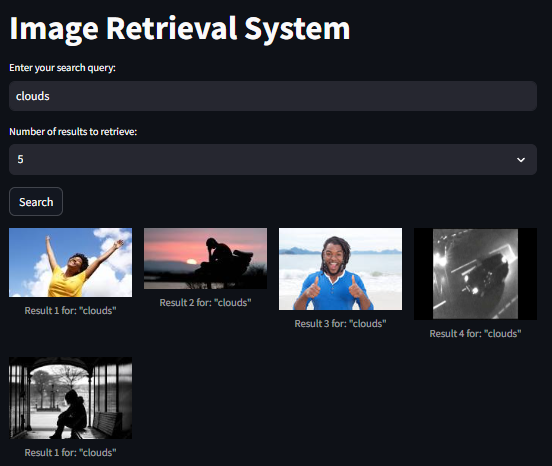 Image Retrieval System
Enter your search query:
clouds
Number of results to retrieve:
5
Search
Result 1 for: "clouds"
Result 2 for: "clouds"
Result 3 for: "clouds"
Result 4 for: "clouds"
Result 1 for: "clouds"